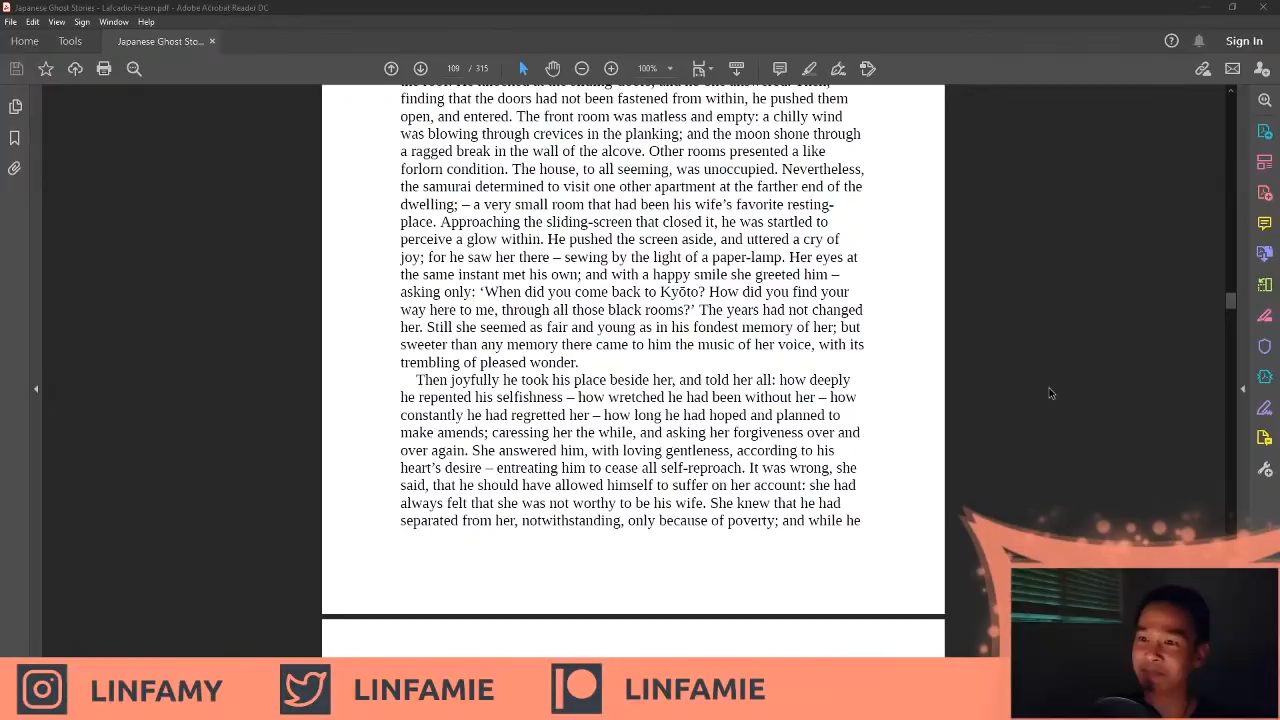 Japanese Ghost Stories - Lafcadio Hearn.pdf - Adobe Acrobat Reader DC
File Edit View Sign Window Help
Home Tools Japanese Ghost Sto... Sign In
109 / 315 100%
finding that the doors had not been fastened from within, he pushed them
open, and entered. The front room was matless and empty: a chilly wind
was blowing through crevices in the planking; and the moon shone through
a ragged break in the wall of the alcove. Other rooms presented a like
forlorn condition. The house, to all seeming, was unoccupied. Nevertheless,
the samurai determined to visit one other apartment at the farther end of the
dwelling; – a very small room that had been his wife’s favorite resting-
place. Approaching the sliding-screen that closed it, he was startled to
perceive a glow within. He pushed the screen aside, and uttered a cry of
joy; for he saw her there – sewing by the light of a paper-lamp. Her eyes at
the same instant met his own; and with a happy smile she greeted him –
asking only: ‘When did you come back to Kyōto? How did you find your
way here to me, through all those black rooms?’ The years had not changed
her. Still she seemed as fair and young as in his fondest memory of her; but
sweeter than any memory there came to him the music of her voice, with its
trembling of pleased wonder.
Then joyfully he took his place beside her, and told her all: how deeply
he repented his selfishness – how wretched he had been without her – how
constantly he had regretted her – how long he had hoped and planned to
make amends; caressing her the while, and asking her forgiveness over and
over again. She answered him, with loving gentleness, according to his
heart’s desire – entreating him to cease all self-reproach. It was wrong, she
said, that he should have allowed himself to suffer on her account: she had
always felt that she was not worthy to be his wife. She knew that he had
separated from her, notwithstanding, only because of poverty; and while he
LINFAMY LINFAMIE LINFAMIE